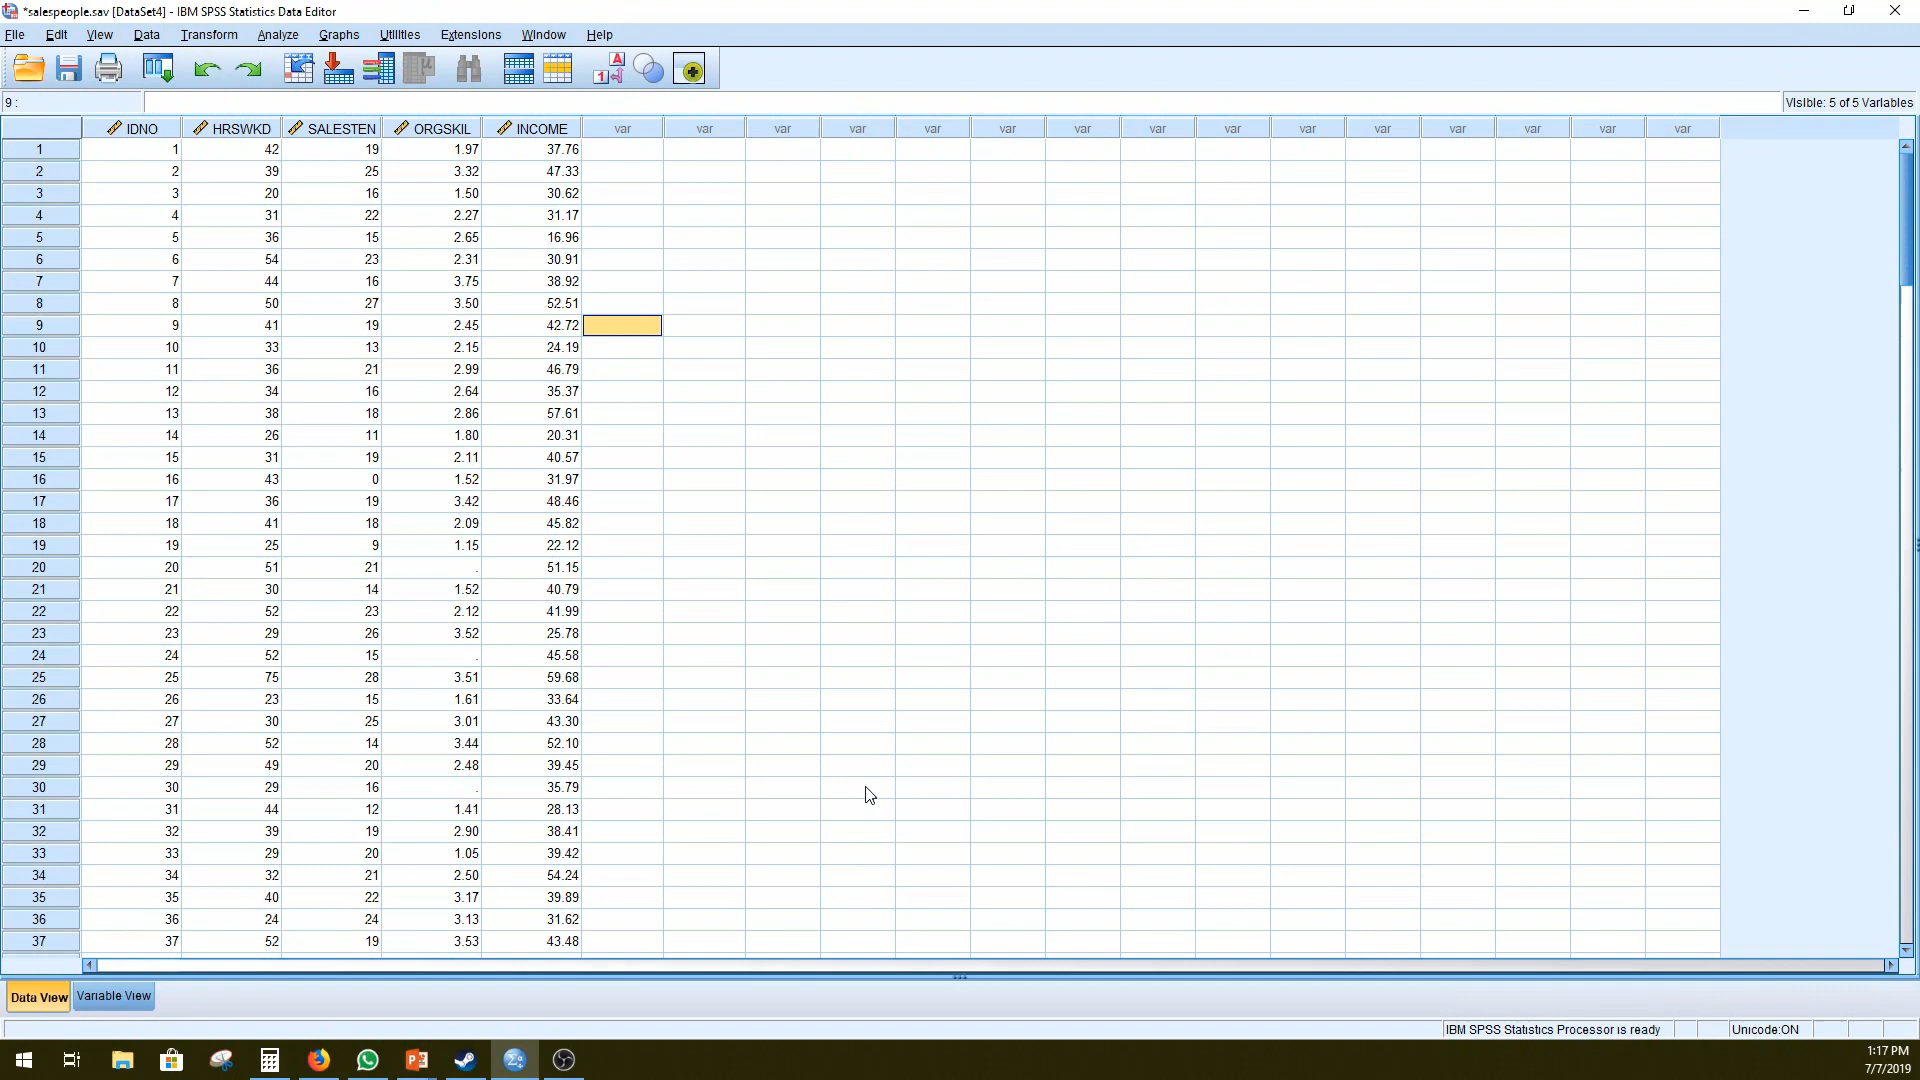 *salespeople.sav [DataSet4] - IBM SPSS Statistics Data Editor
File Edit View Data Transform Analyze Graphs Utilities Extensions Window Help
9 : Visible: 5 of 5 Variables
IDNO HRSWKD SALESTEN ORGSKIL INCOME var var var var var var var var var var var var var var var
1 1 42 19 1.97 37.76
2 2 39 25 3.32 47.33
3 3 20 16 1.50 30.62
4 4 31 22 2.27 31.17
5 5 36 15 2.65 16.96
6 6 54 23 2.31 30.91
7 7 44 16 3.75 38.92
8 8 50 27 3.50 52.51
9 9 41 19 2.45 42.72
10 10 33 13 2.15 24.19
11 11 36 21 2.99 46.79
12 12 34 16 2.64 35.37
13 13 38 18 2.86 57.61
14 14 26 11 1.80 20.31
15 15 31 19 2.11 40.57
16 16 43 0 1.52 31.97
17 17 36 19 3.42 48.46
18 18 41 18 2.09 45.82
19 19 25 9 1.15 22.12
20 20 51 21 . 51.15
21 21 30 14 1.52 40.79
22 22 52 23 2.12 41.99
23 23 29 26 3.52 25.78
24 24 52 15 . 45.58
25 25 75 28 3.51 59.68
26 26 23 15 1.61 33.64
27 27 30 25 3.01 43.30
28 28 52 14 3.44 52.10
29 29 49 20 2.48 39.45
30 30 29 16 . 35.79
31 31 44 12 1.41 28.13
32 32 39 19 2.90 38.41
33 33 29 20 1.05 39.42
34 34 32 21 2.50 54.24
35 35 40 22 3.17 39.89
36 36 24 24 3.13 31.62
37 37 52 19 3.53 43.48
Data View Variable View
IBM SPSS Statistics Processor is ready Unicode:ON
1:17 PM
7/7/2019